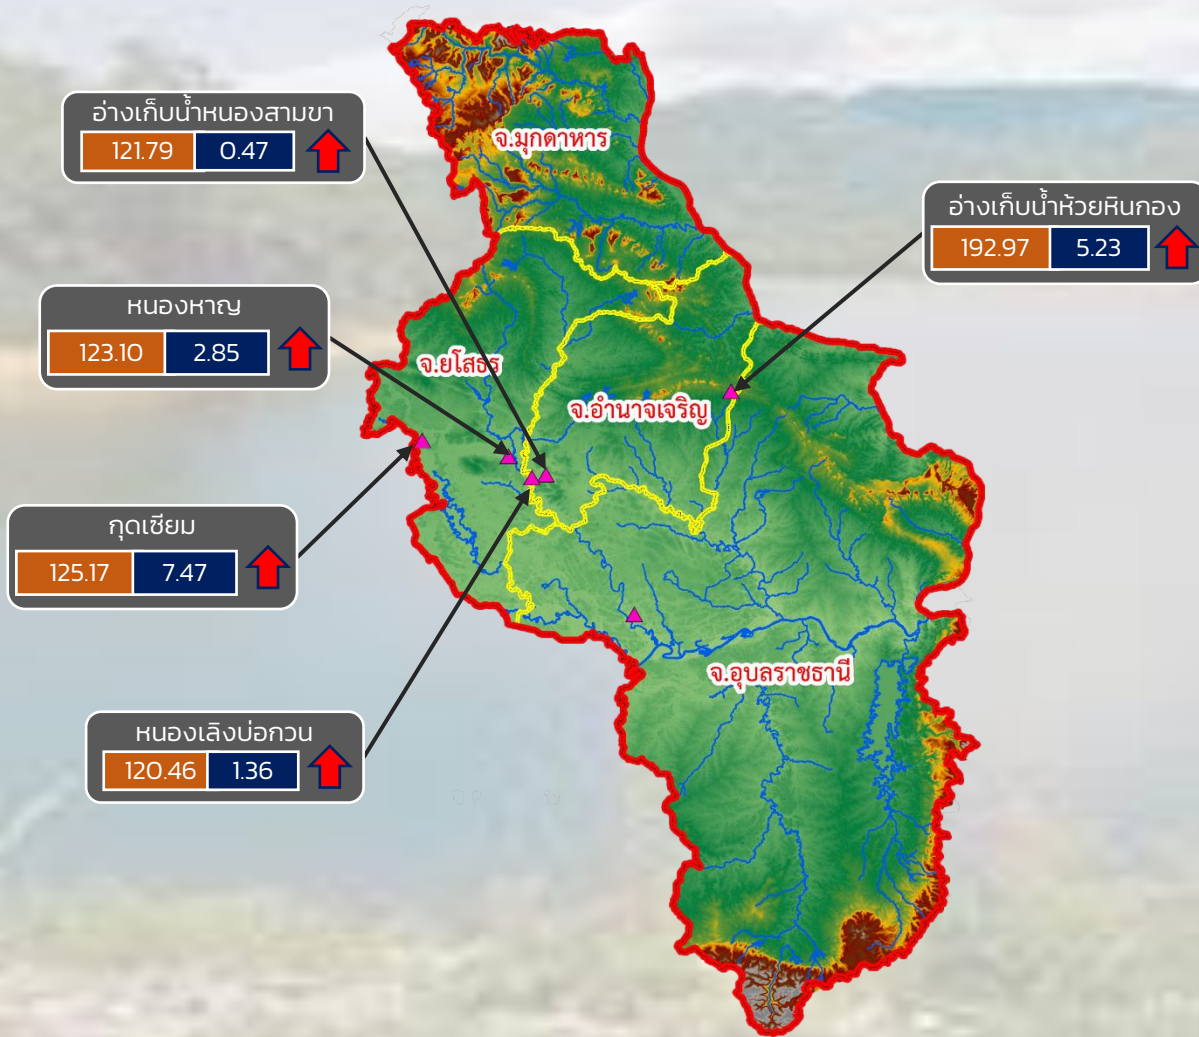 อ่างเก็บน้ำหนองสามขา
121.79 0.47
จ.มุกดาหาร
อ่างเก็บน้ำห้วยหินกอง
192.97 5.23
หนองหาญ
123.10 2.85
จ.ยโสธร
จ.อำนาจเจริญ
กุดเซียม
125.17 7.47
จ.อุบลราชธานี
หนองเลิงบ่อกวน
120.46 1.36